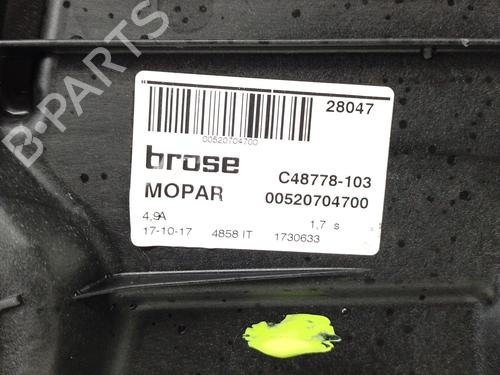 B-PARTS
28047
00520704700
brose
C48778-103
MOPAR 00520704700
4,9A 1,7 s
17-10-17 4858 IT 1730633